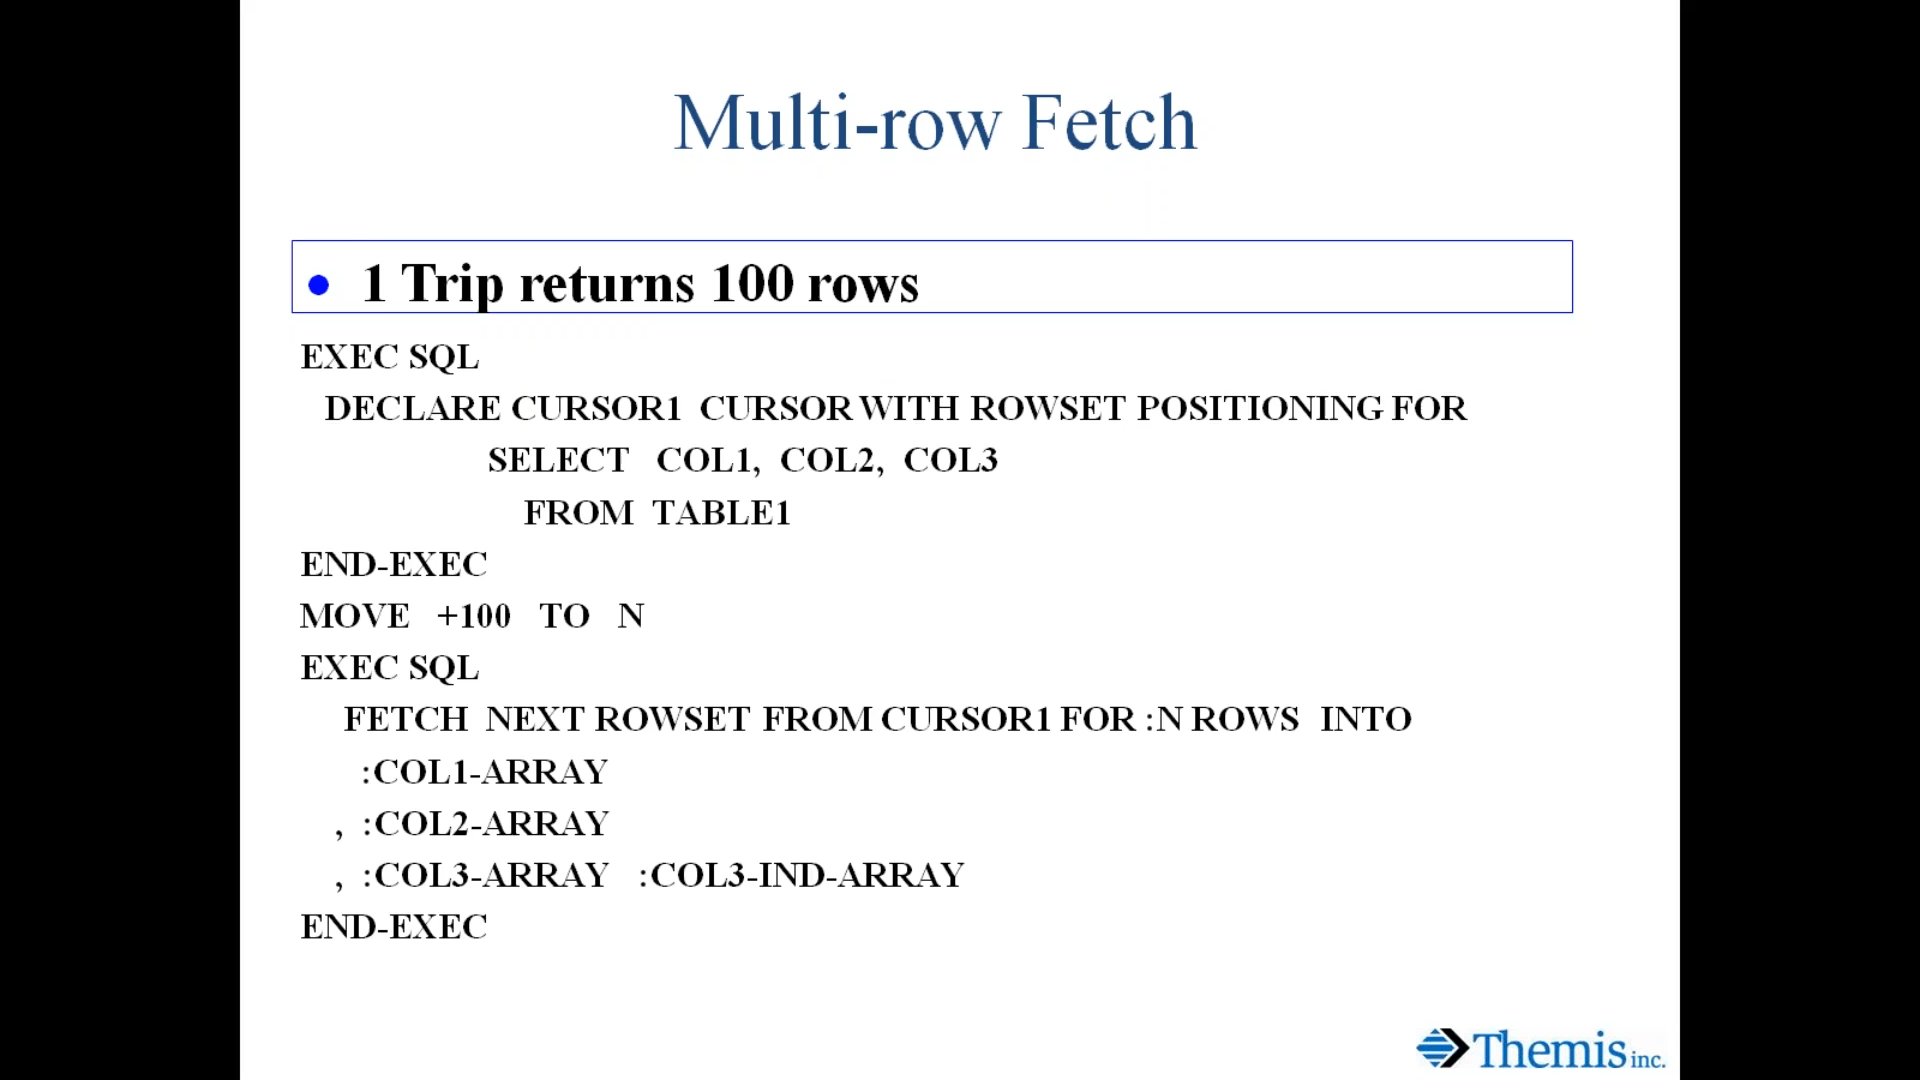 Multi-row Fetch
• 1 Trip returns 100 rows
EXEC SQL
DECLARE CURSOR1 CURSOR WITH ROWSET POSITIONING FOR
SELECT COL1, COL2, COL3
FROM TABLE1
END-EXEC
MOVE +100 TO N
EXEC SQL
FETCH NEXT ROWSET FROM CURSOR1 FOR :N ROWS INTO
:COL1-ARRAY
, :COL2-ARRAY
, :COL3-ARRAY :COL3-IND-ARRAY
END-EXEC
Themis inc.